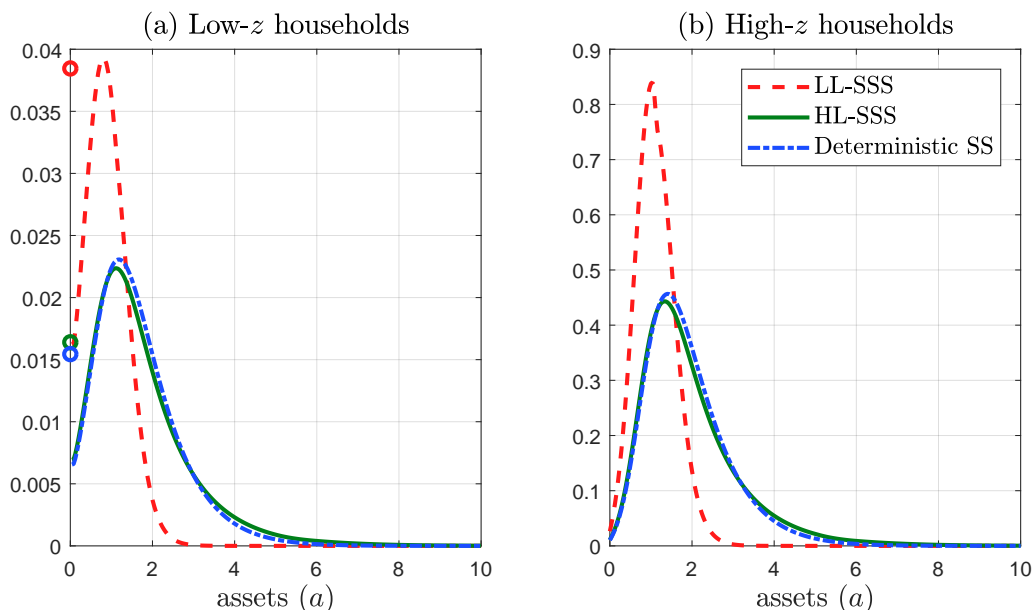 (a) Low-z households
0.04
0.035
0.03
0.025
0.02
0.015
0.01
0.005
0
0 2 4 6 8 10
assets (a)
(b) High-z households
0.9
0.8
0.7
0.6
0.5
0.4
0.3
0.2
0.1
0
0 2 4 6 8 10
assets (a)
LL-SSS
HL-SSS
Deterministic SS